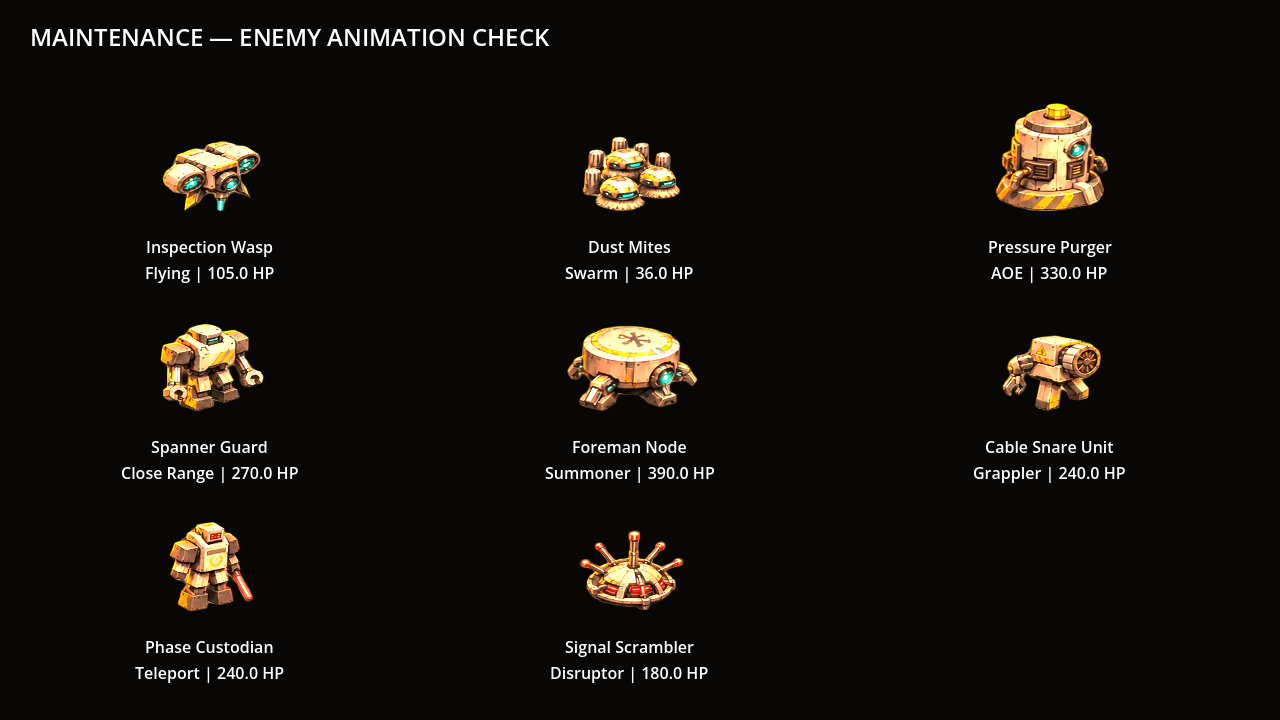 MAINTENANCE — ENEMY ANIMATION CHECK
Inspection Wasp
Flying | 105.0 HP
Dust Mites
Swarm | 36.0 HP
Pressure Purger
AOE | 330.0 HP
Spanner Guard
Close Range | 270.0 HP
Foreman Node
Summoner | 390.0 HP
Cable Snare Unit
Grappler | 240.0 HP
Phase Custodian
Teleport | 240.0 HP
Signal Scrambler
Disruptor | 180.0 HP